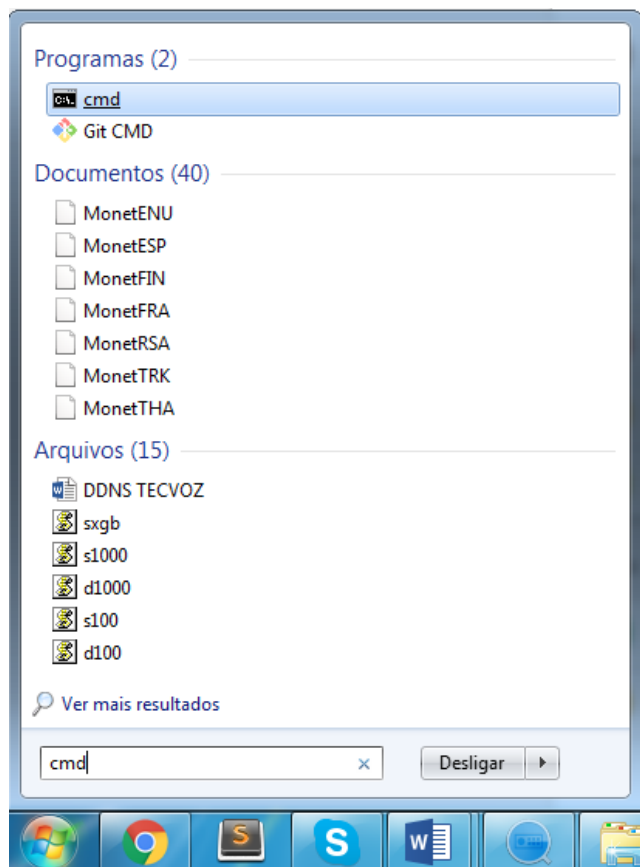 Programas (2)
C:\.
cmd
Git CMD
Documentos (40)
MonetENU
MonetESP
MonetFIN
MonetFRA
MonetRSA
MonetTRK
MonetTHA
Arquivos (15)
DDNS TECVOZ
sxgb
s1000
d1000
s100
d100
Ver mais resultados
cmd
Desligar